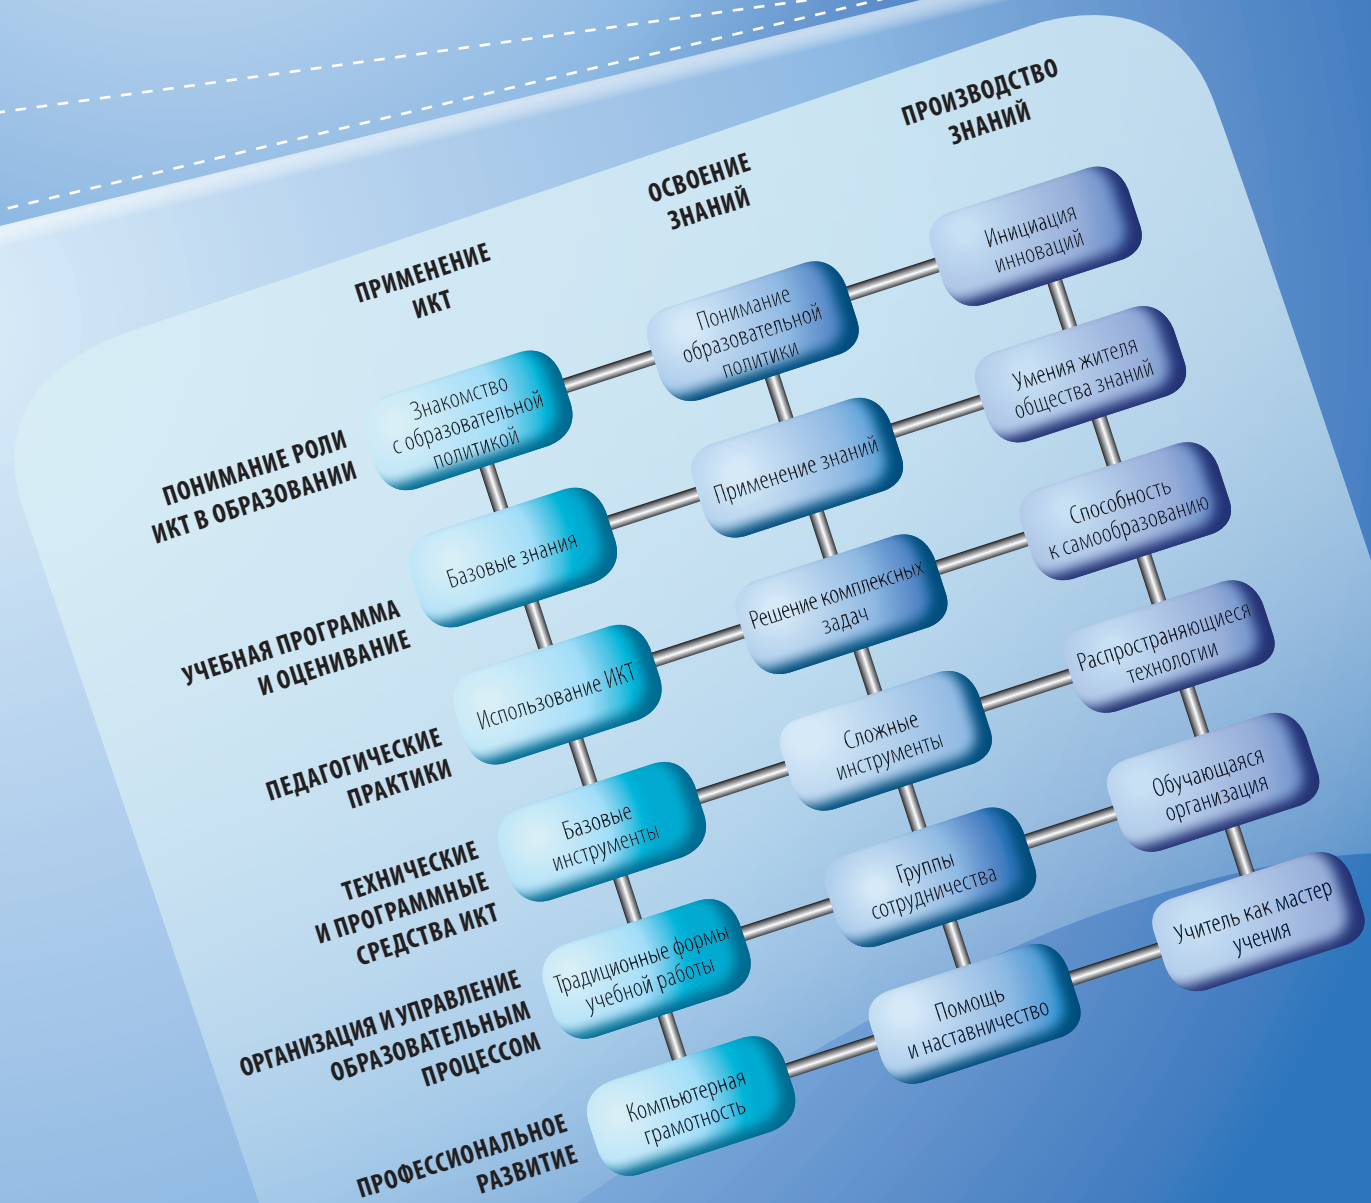 ПРИМЕНЕНИЕ
ИКТ
ОСВОЕНИЕ
ЗНАНИЙ
ПРОИЗВОДСТВО
ЗНАНИЙ
ПОНИМАНИЕ РОЛИ
ИКТ В ОБРАЗОВАНИИ
Знакомство
с образовательной
политикой
Понимание
образовательной
политики
Инициация
инноваций
УЧЕБНАЯ ПРОГРАММА
И ОЦЕНИВАНИЕ
Базовые знания
Применение знаний
Умения жителя
общества знаний
ПЕДАГОГИЧЕСКИЕ
ПРАКТИКИ
Использование ИКТ
Решение комплексных
задач
Способность
к самообразованию
ТЕХНИЧЕСКИЕ
И ПРОГРАММНЫЕ
СРЕДСТВА ИКТ
Базовые
инструменты
Сложные
инструменты
Распространяющиеся
технологии
ОРГАНИЗАЦИЯ И УПРАВЛЕНИЕ
ОБРАЗОВАТЕЛЬНЫМ
ПРОЦЕССОМ
Традиционные формы
учебной работы
Группы
сотрудничества
Обучающаяся
организация
ПРОФЕССИОНАЛЬНОЕ
РАЗВИТИЕ
Компьютерная
грамотность
Помощь
и наставничество
Учитель как мастер
учения